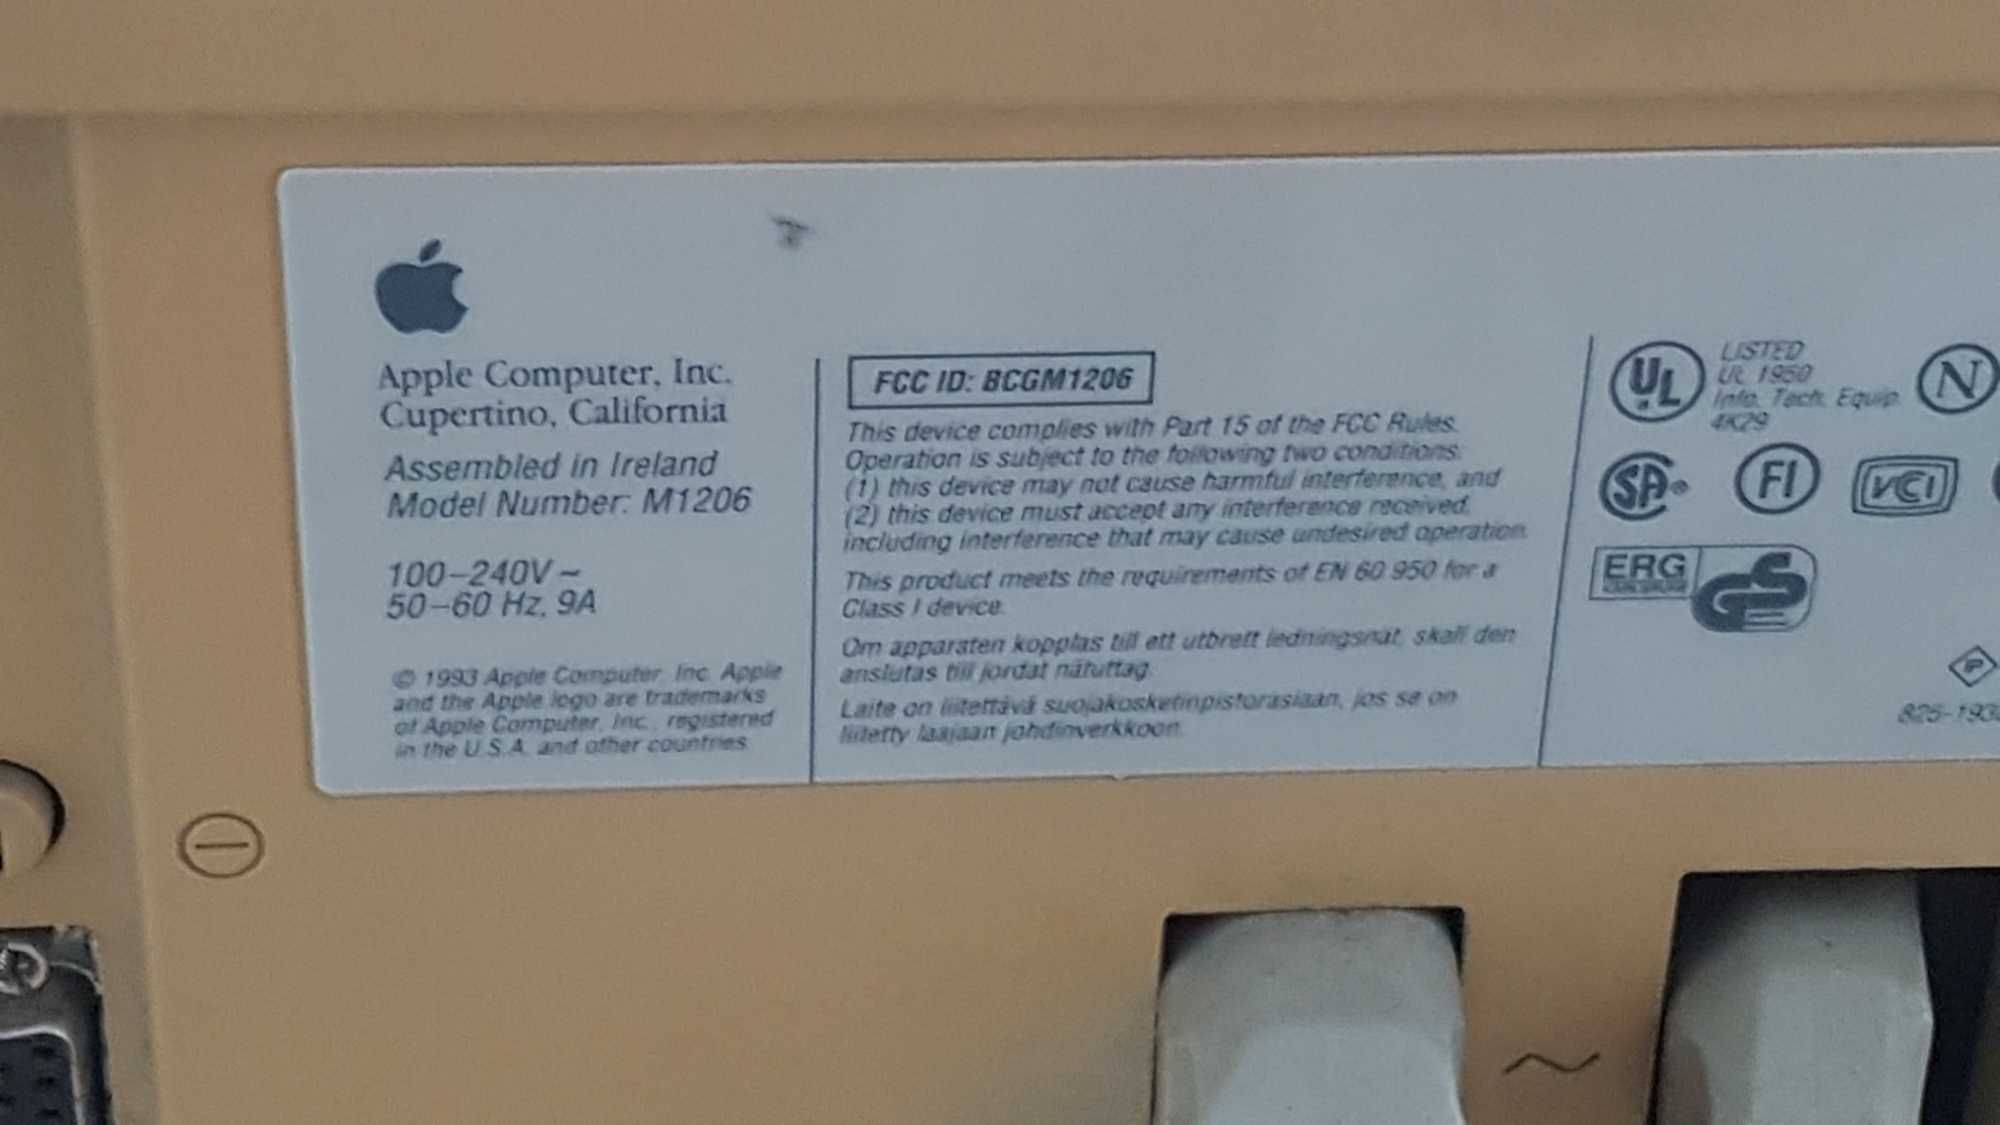 Apple Computer, Inc.
Cupertino, California
Assembled in Ireland
Model Number: M1206
100–240V ~
50–60 Hz, 9A
© 1993 Apple Computer, Inc. Apple
and the Apple logo are trademarks
of Apple Computer, Inc., registered
in the U.S.A. and other countries.
FCC ID: BCGM1206
This device complies with Part 15 of the FCC Rules.
Operation is subject to the following two conditions:
(1) this device may not cause harmful interference, and
(2) this device must accept any interference received,
including interference that may cause undesired operation.
This product meets the requirements of EN 60 950 for a
Class I device.
Om apparaten kopplas till ett utbrett ledningsnät, skall den
anslutas till jordat nätuttag.
Laite on liitettävä suojakosketinpistorasiaan, jos se on
liitetty laajaan johdinverkkoon.
UL
LISTED
UL 1950
Info. Tech. Equip.
4K29
N
SA
FI
VCI
ERG
GS
P